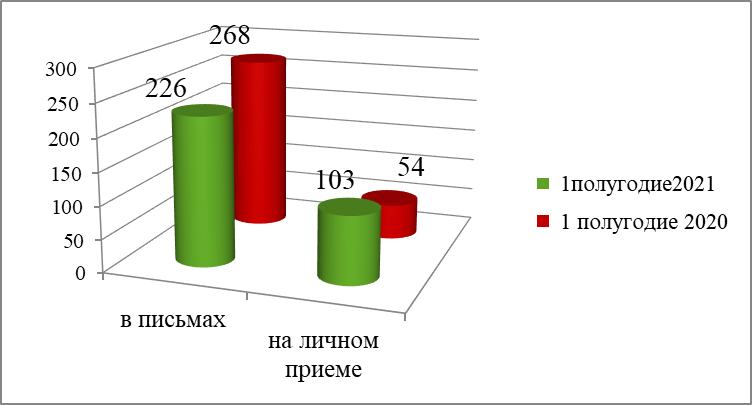 268
300
226
250
200
54
103
150
1полугодие2021
100
1 полугодие 2020
50
0
в письмах
на личном
приеме